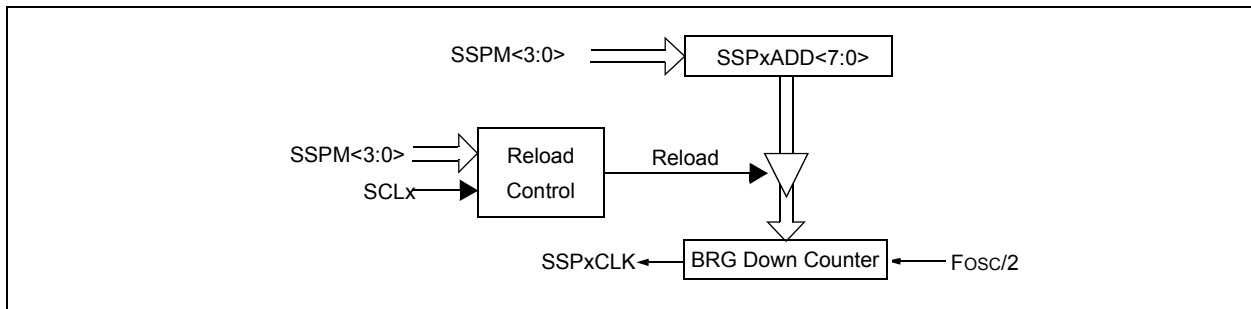 SSPM<3:0>
SSPxADD<7:0>
SSPM<3:0>
SCLx
Reload
Control
Reload
SSPxCLK
BRG Down Counter
FOSC/2